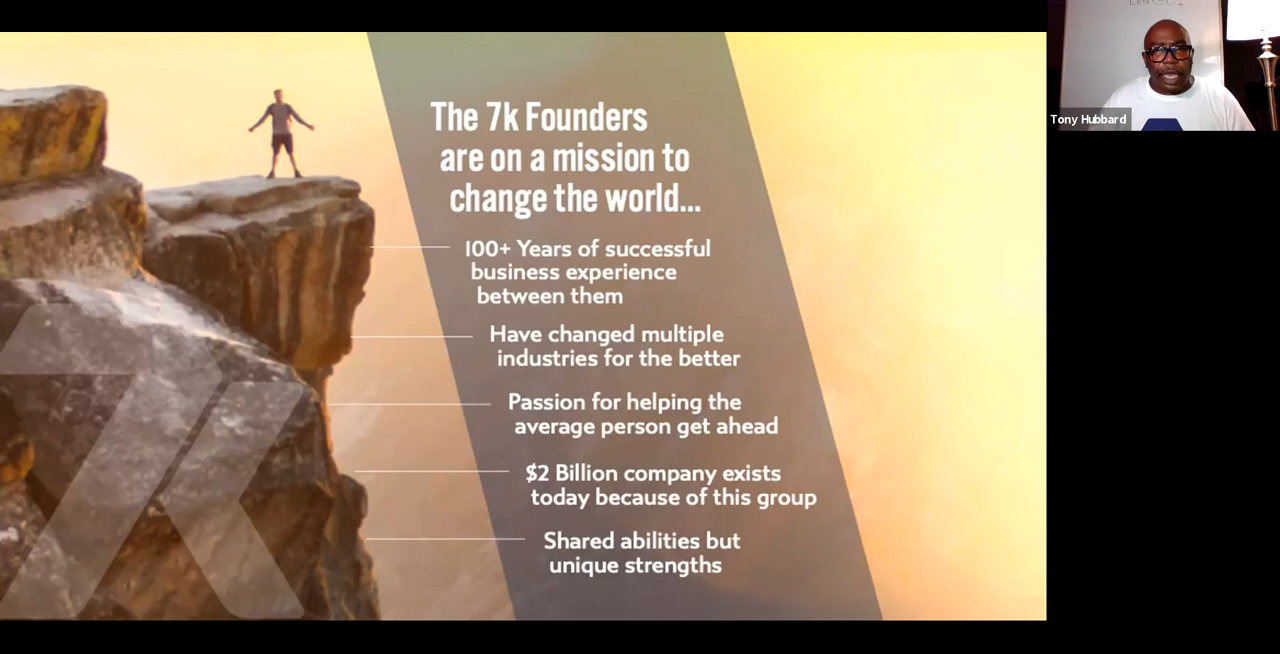 The 7k Founders
are on a mission to
change the world...
100+ Years of successful
business experience
between them
Have changed multiple
industries for the better
Passion for helping the
average person get ahead
$2 Billion company exists
today because of this group
Shared abilities but
unique strengths
7k
Tony Hubbard